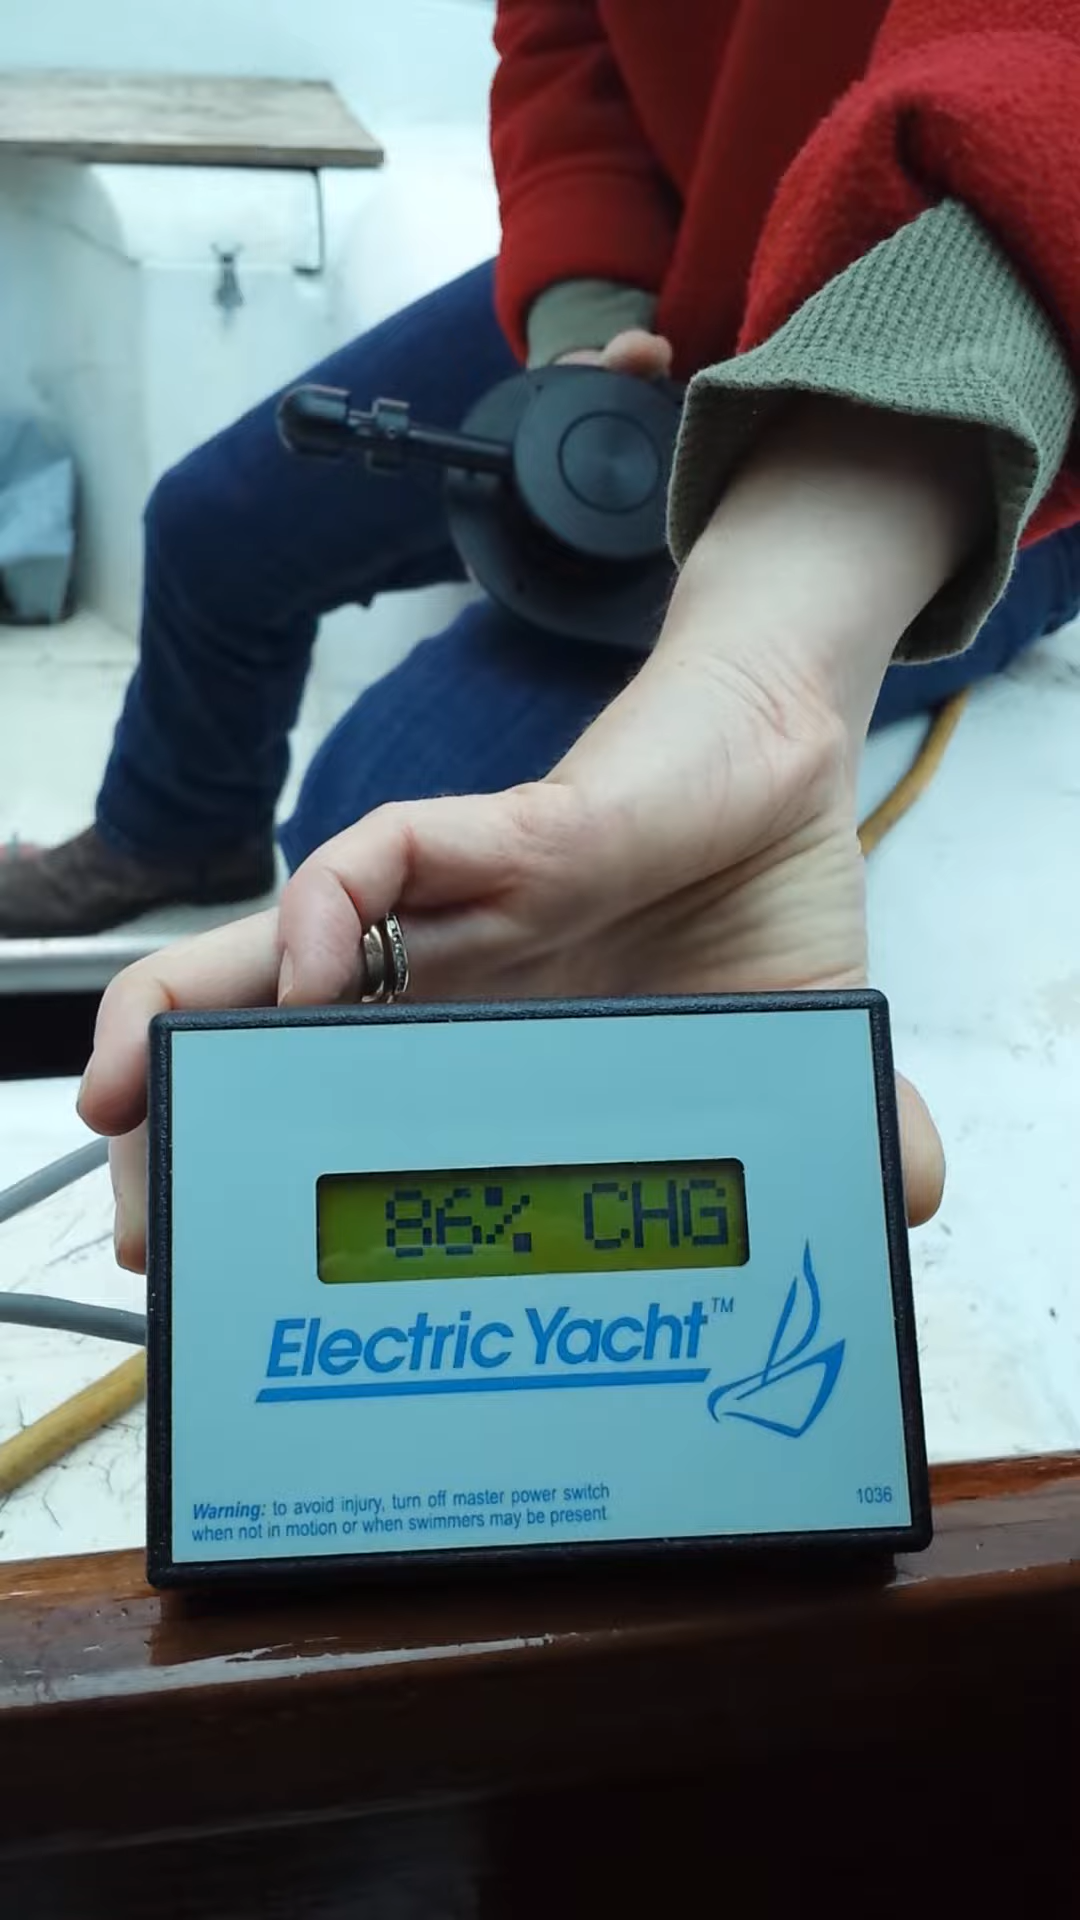 86% CHG
Electric Yacht™
Warning: to avoid injury, turn off master power switch
when not in motion or when swimmers may be present
1036